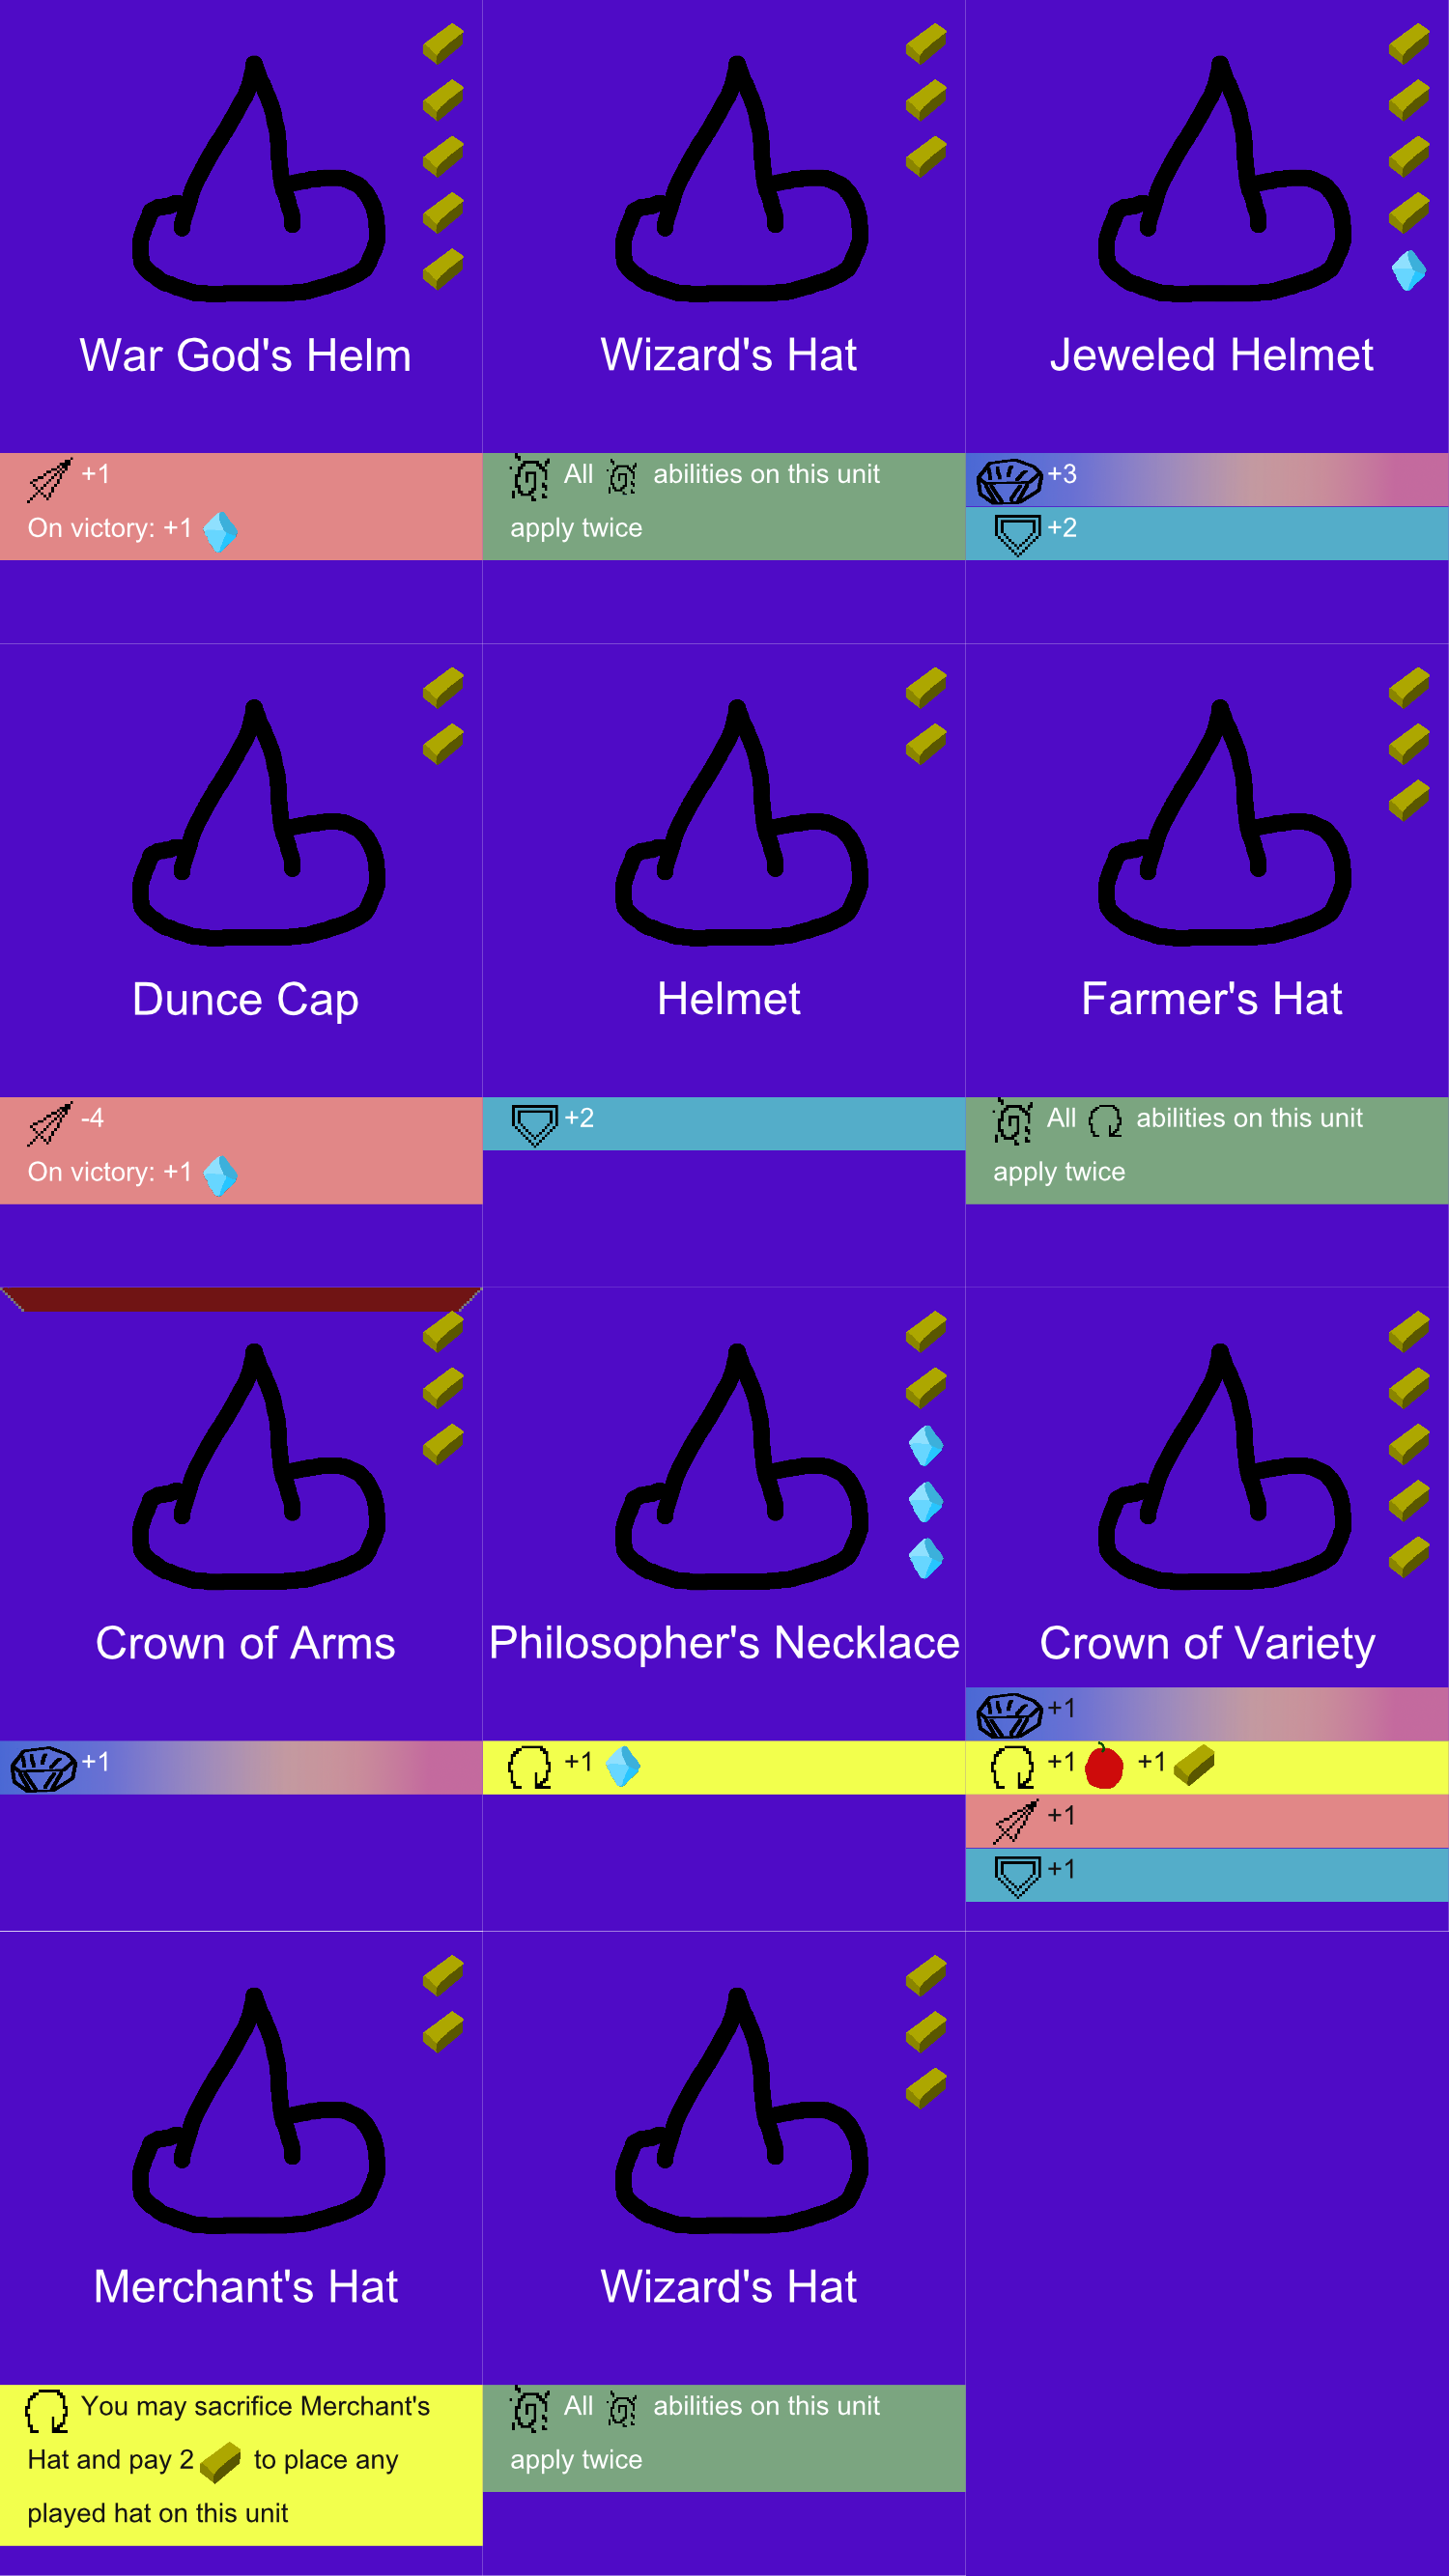 War God's Helm
+1
On victory: +1
Wizard's Hat
All abilities on this unit
apply twice
Jeweled Helmet
+3
+2
Dunce Cap
-4
On victory: +1
Helmet
+2
Farmer's Hat
All abilities on this unit
apply twice
Crown of Arms
+1
Philosopher's Necklace
+1
Crown of Variety
+1
+1 +1
+1
+1
Merchant's Hat
You may sacrifice Merchant's
Hat and pay 2 to place any
played hat on this unit
Wizard's Hat
All abilities on this unit
apply twice